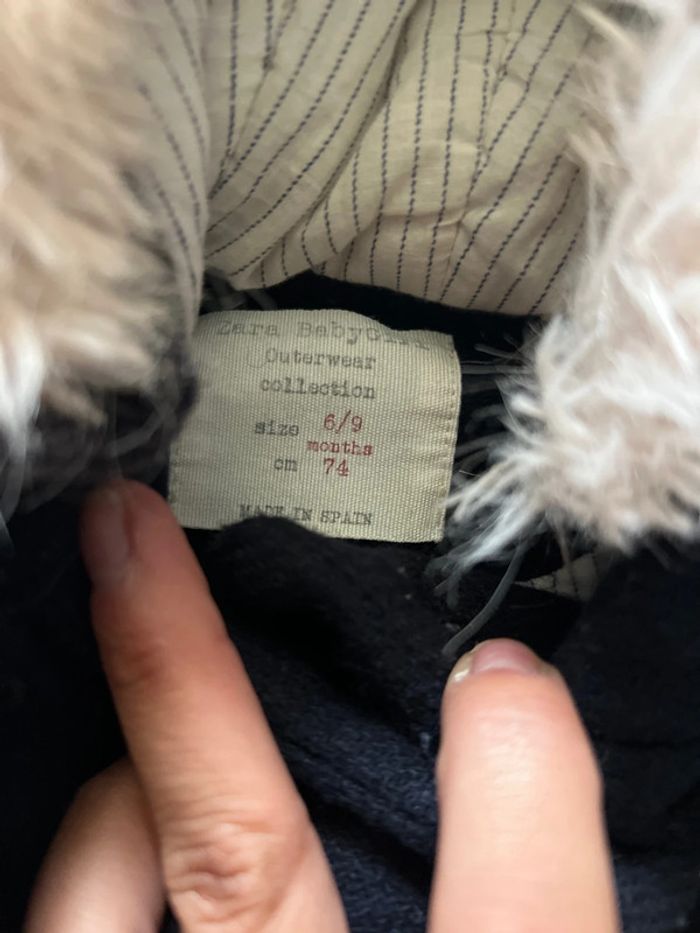 Zara BabyGirl
Outerwear
collection
size 6/9
months
cm 74
MADE IN SPAIN